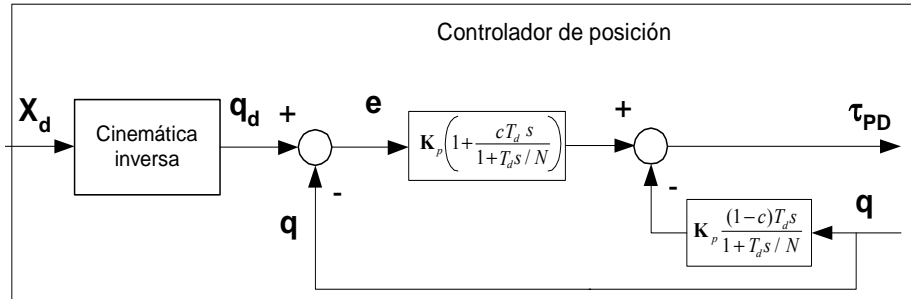 Controlador de posición
X_d
Cinemática
inversa
q_d
+
-
q
e
K_p(1+ cT_d s / (1+T_d s / N))
+
-
τ_PD
K_p (1-c)T_d s / (1+T_d s / N)
q